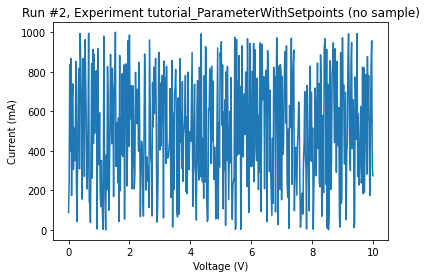 Run #2, Experiment tutorial_ParameterWithSetpoints (no sample)
1000
800
600
400
200
0
Current (mA)
0 2 4 6 8 10
Voltage (V)